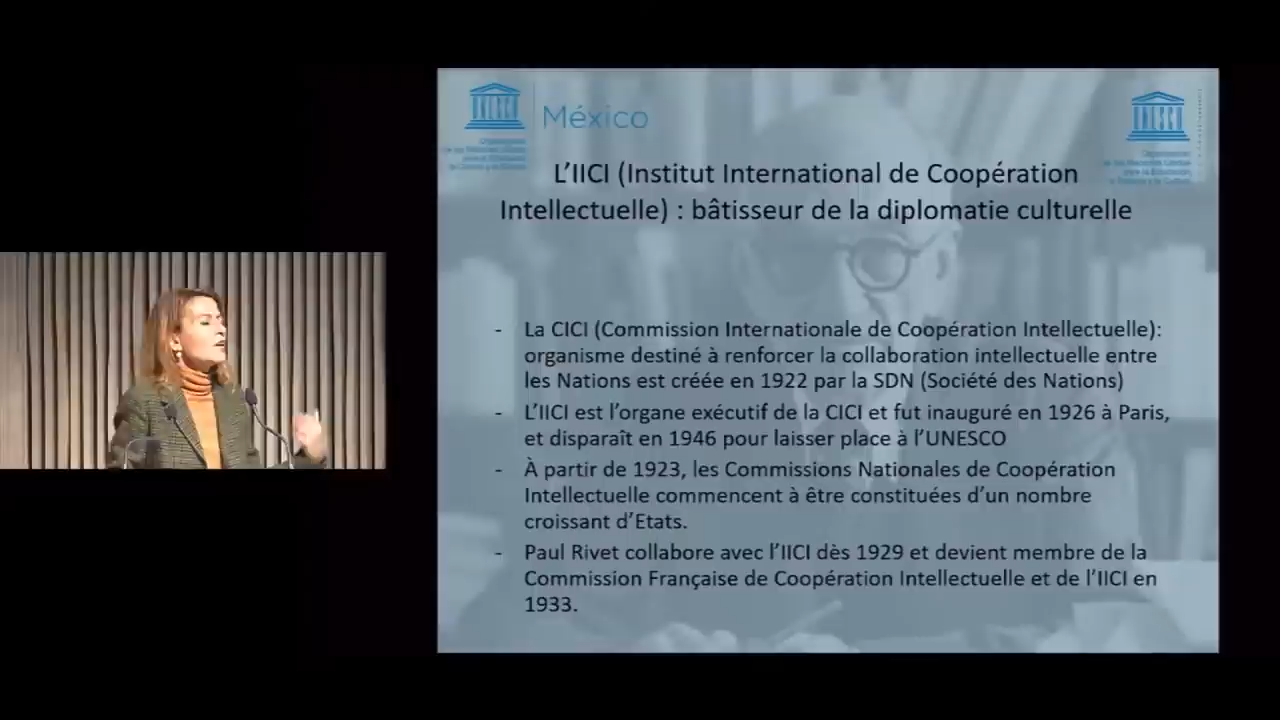 UNESCO
México
UNESCO
L'IICI (Institut International de Coopération
Intellectuelle) : bâtisseur de la diplomatie culturelle
- La CICI (Commission Internationale de Coopération Intellectuelle):
organisme destiné à renforcer la collaboration intellectuelle entre
les Nations est créée en 1922 par la SDN (Société des Nations)
- L'IICI est l'organe exécutif de la CICI et fut inauguré en 1926 à Paris,
et disparaît en 1946 pour laisser place à l'UNESCO
- À partir de 1923, les Commissions Nationales de Coopération
Intellectuelle commencent à être constituées d'un nombre
croissant d'Etats.
- Paul Rivet collabore avec l'IICI dès 1929 et devient membre de la
Commission Française de Coopération Intellectuelle et de l'IICI en
1933.